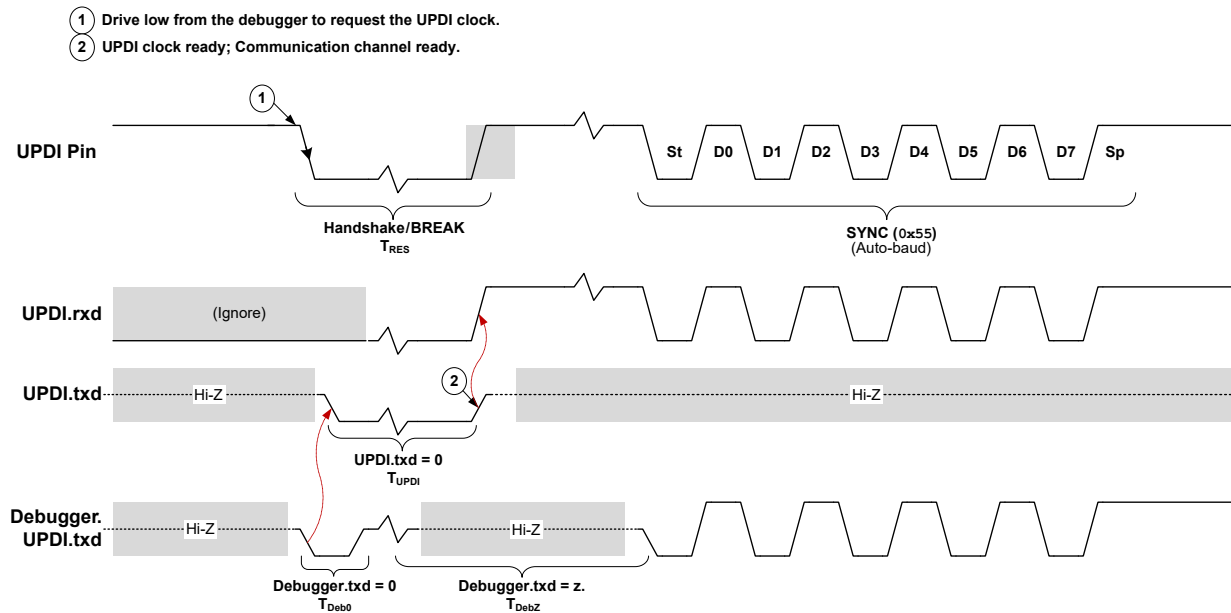 1 Drive low from the debugger to request the UPDI clock.
2 UPDI clock ready; Communication channel ready.
1
UPDI Pin
St D0 D1 D2 D3 D4 D5 D6 D7 Sp
Handshake/BREAK
TRES
SYNC (0x55)
(Auto-baud)
UPDI.rxd
(Ignore)
2
UPDI.txd
Hi-Z
Hi-Z
UPDI.txd = 0
TUPDI
Debugger.
UPDI.txd
Hi-Z
Hi-Z
Debugger.txd = 0
TDeb0
Debugger.txd = z.
TDebZ